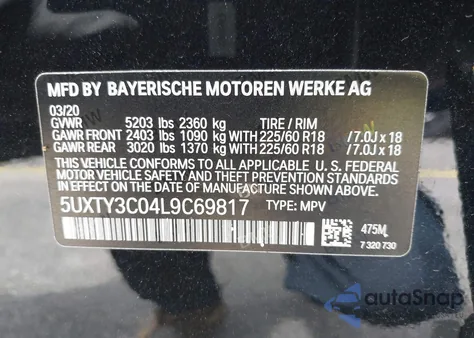 MFD BY BAYERISCHE MOTOREN WERKE AG
03/20
GVWR 5203 lbs 2360 kg TIRE / RIM
GAWR FRONT 2403 lbs 1090 kg WITH 225/60 R18 /7.0J x 18
GAWR REAR 3020 lbs 1370 kg WITH 225/60 R18 /7.0J x 18
THIS VEHICLE CONFORMS TO ALL APPLICABLE U. S. FEDERAL
MOTOR VEHICLE SAFETY AND THEFT PREVENTION STANDARDS
IN EFFECT ON THE DATE OF MANUFACTURE SHOWN ABOVE.
5UXTY3C04L9C69817 TYPE: MPV
475M
7 320 730
autoSnap